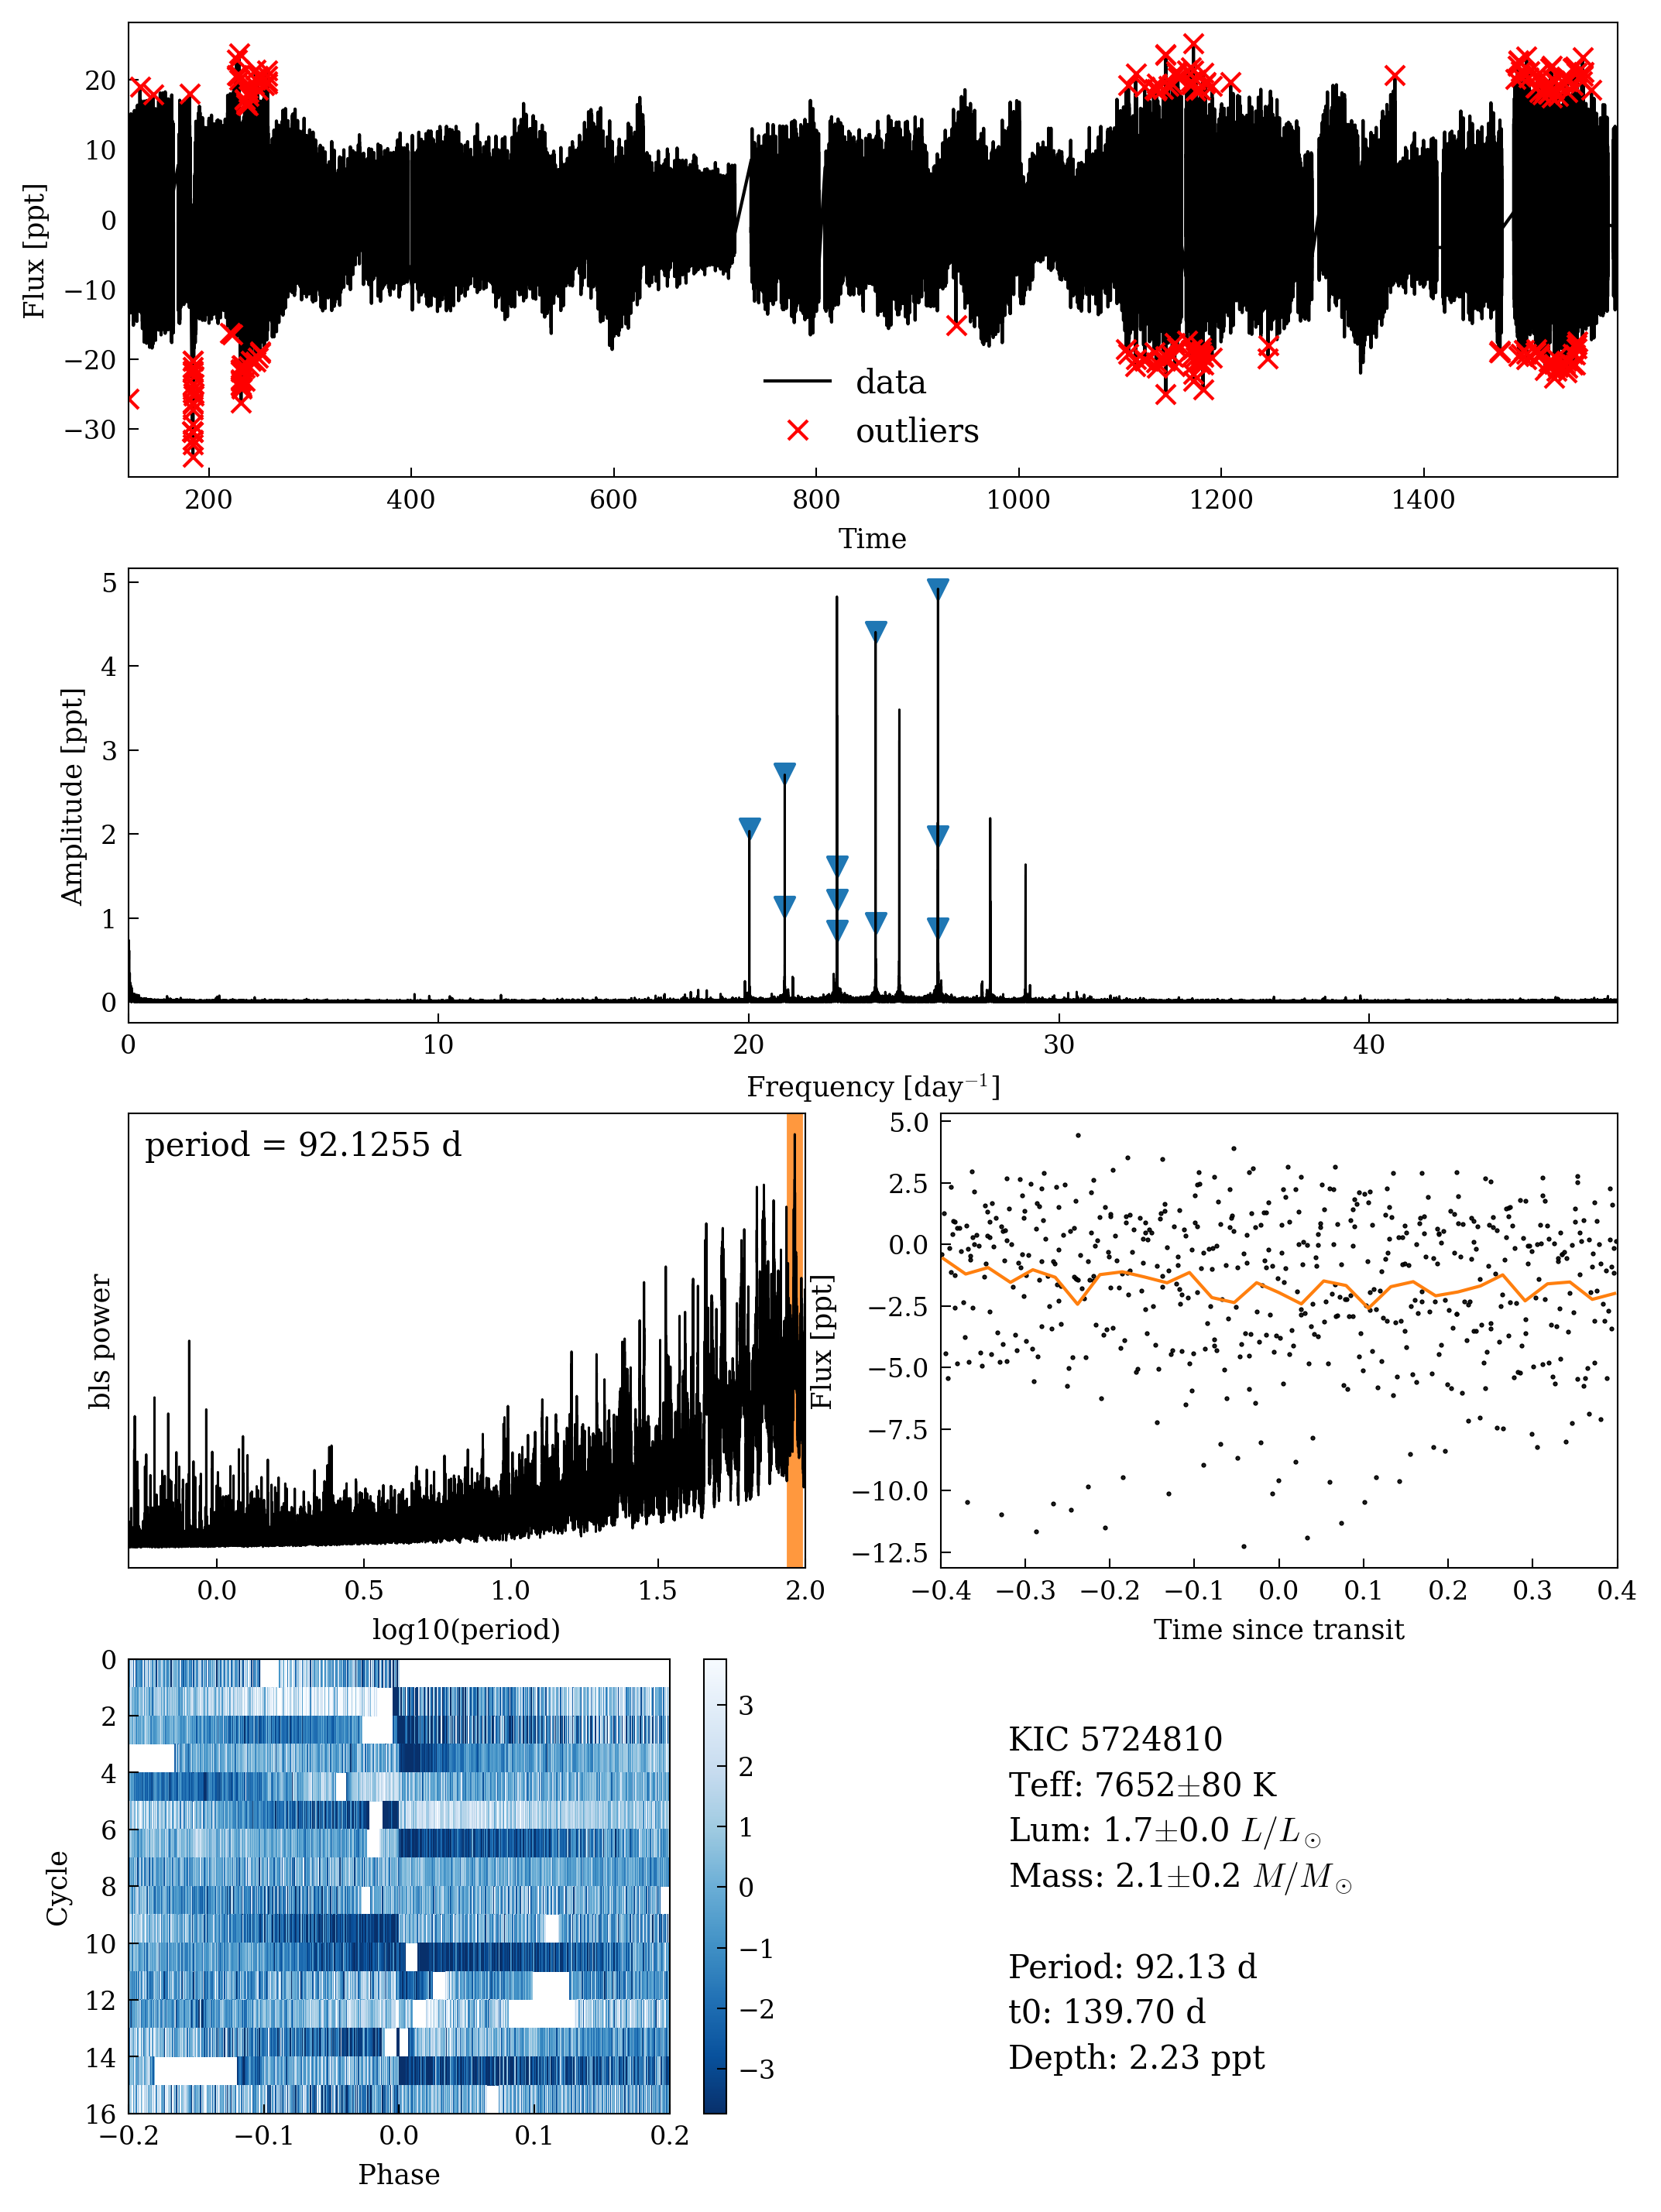 20
10
0
−10
−20
−30
Flux [ppt]
data
outliers
200 400 600 800 1000 1200 1400
Time
5
4
3
2
1
0
Amplitude [ppt]
0 10 20 30 40
Frequency [day⁻¹]
period = 92.1255 d
bls power
0.0 0.5 1.0 1.5 2.0
log10(period)
5.0
2.5
0.0
−2.5
−5.0
−7.5
−10.0
−12.5
Flux [ppt]
−0.4 −0.3 −0.2 −0.1 0.0 0.1 0.2 0.3 0.4
Time since transit
0
2
4
6
8
10
12
14
16
Cycle
−0.2 −0.1 0.0 0.1 0.2
Phase
3
2
1
0
−1
−2
−3
KIC 5724810
Teff: 7652±80 K
Lum: 1.7±0.0 L/L⊙
Mass: 2.1±0.2 M/M⊙
Period: 92.13 d
t0: 139.70 d
Depth: 2.23 ppt